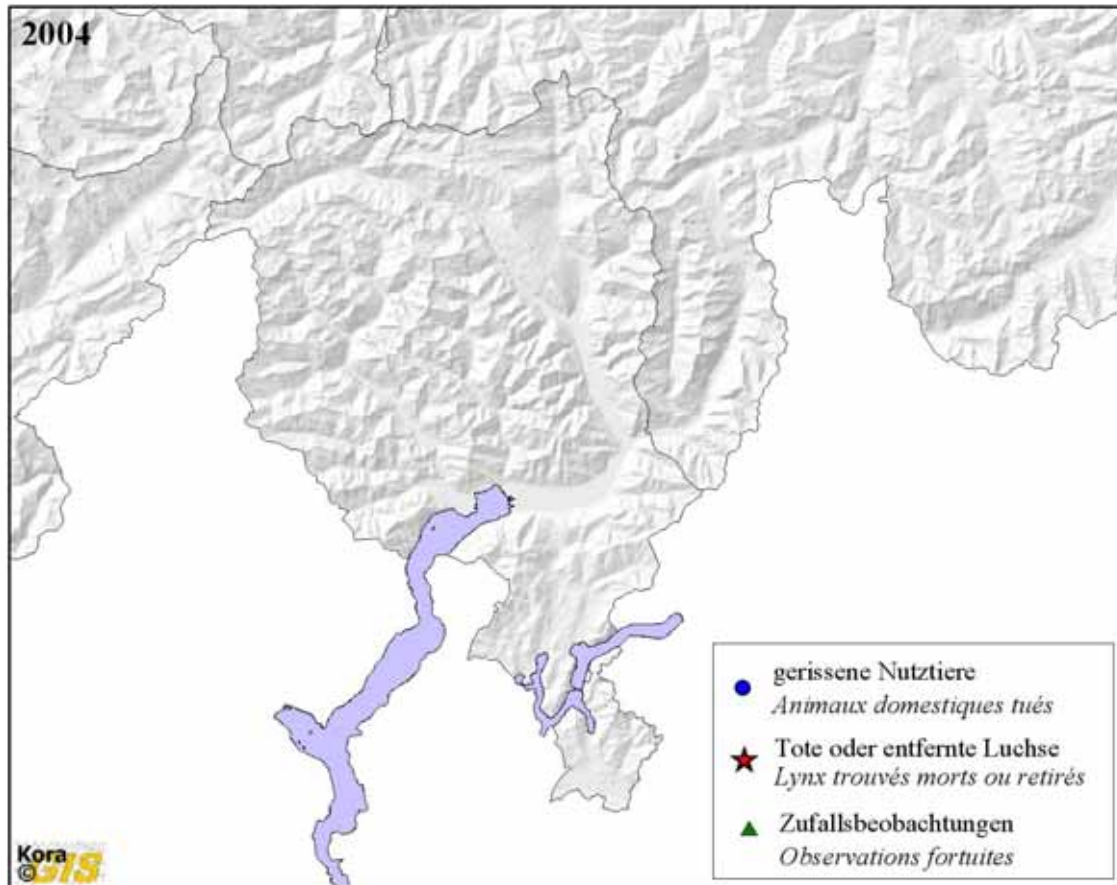 2004
gerissene Nutztiere
Animaux domestiques tués
Tote oder entfernte Luchse
Lynx trouvés morts ou retirés
Zufallsbeobachtungen
Observations fortuites
Kora
© GIS